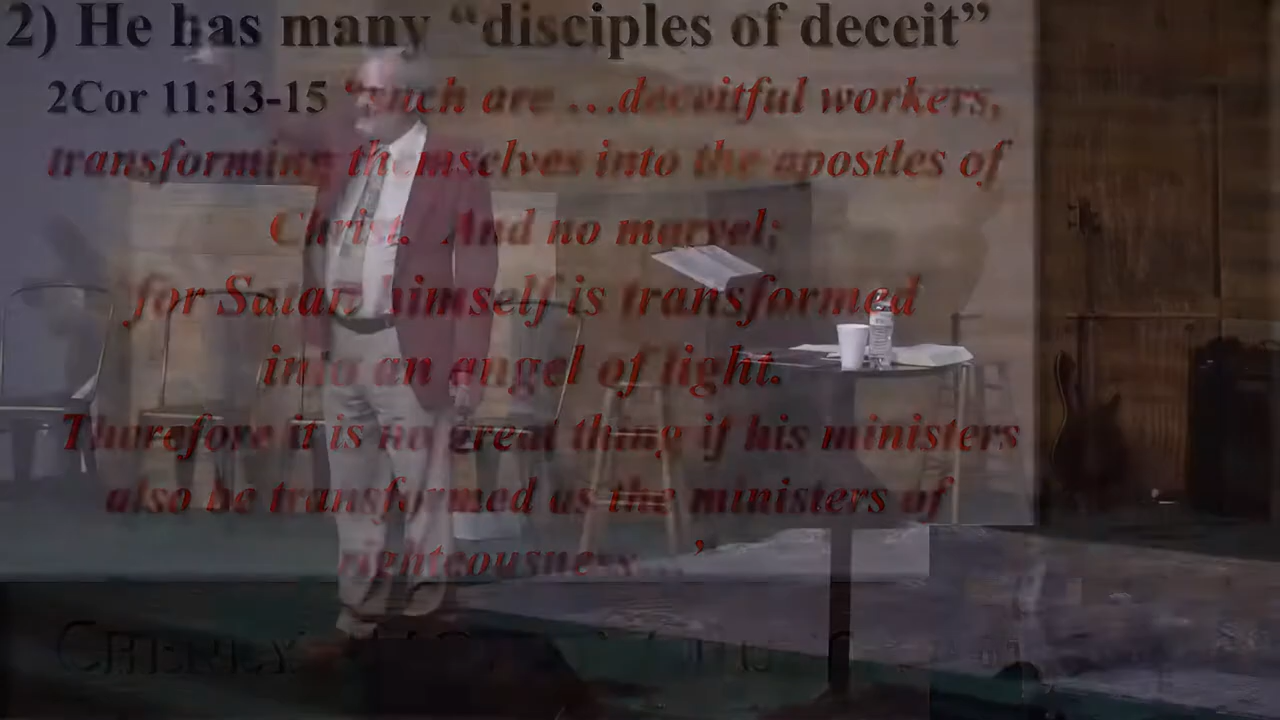 2) He has many “disciples of deceit”
2Cor 11:13-15 “such are …deceitful workers,
transforming themselves into the apostles of
Christ. And no marvel;
for Satan himself is transformed
into an angel of light.
Therefore it is no great thing if his ministers
also be transformed as the ministers of
righteousness…’